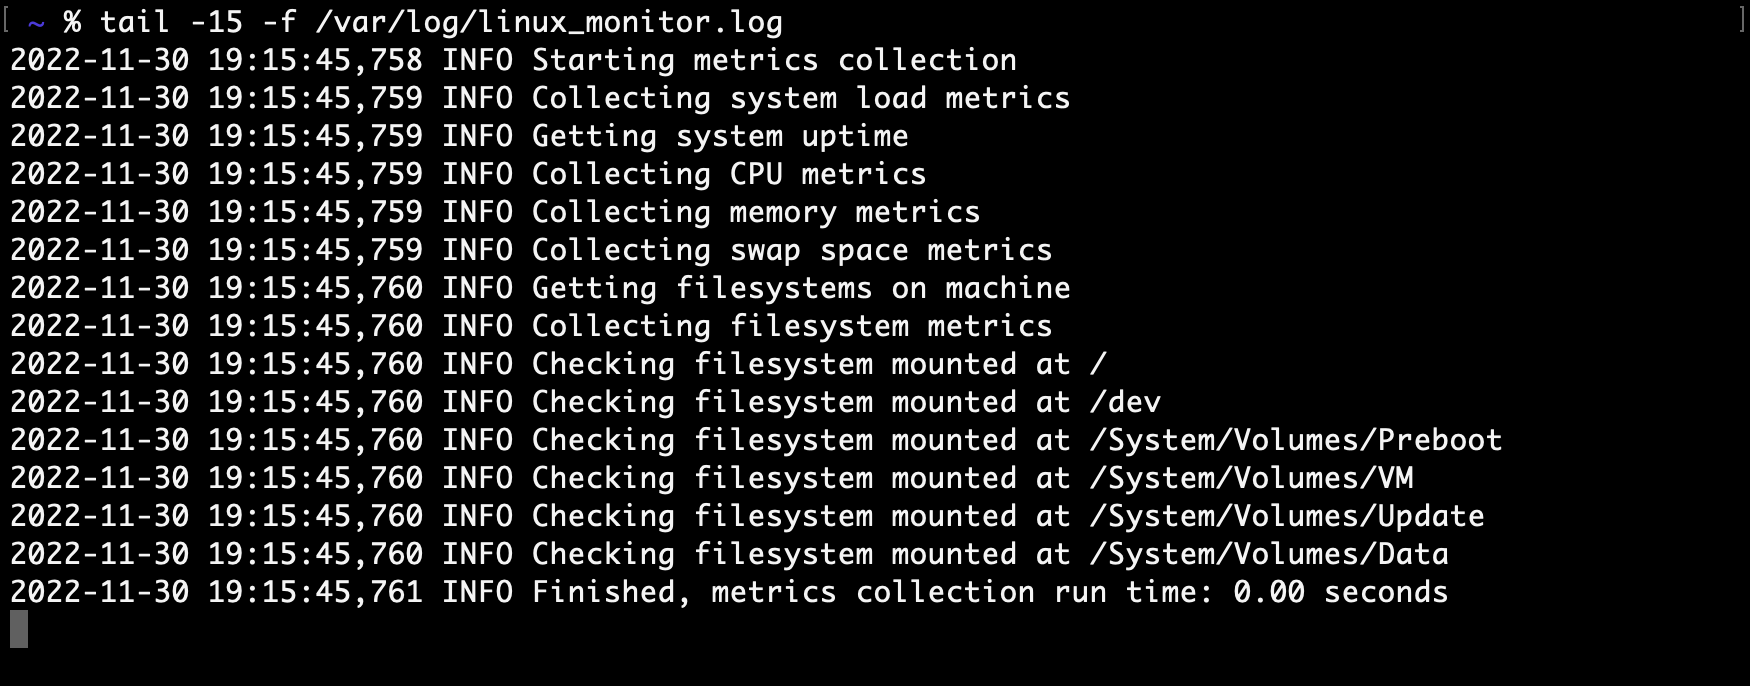 [ ~ % tail -15 -f /var/log/linux_monitor.log ]
2022-11-30 19:15:45,758 INFO Starting metrics collection
2022-11-30 19:15:45,759 INFO Collecting system load metrics
2022-11-30 19:15:45,759 INFO Getting system uptime
2022-11-30 19:15:45,759 INFO Collecting CPU metrics
2022-11-30 19:15:45,759 INFO Collecting memory metrics
2022-11-30 19:15:45,759 INFO Collecting swap space metrics
2022-11-30 19:15:45,760 INFO Getting filesystems on machine
2022-11-30 19:15:45,760 INFO Collecting filesystem metrics
2022-11-30 19:15:45,760 INFO Checking filesystem mounted at /
2022-11-30 19:15:45,760 INFO Checking filesystem mounted at /dev
2022-11-30 19:15:45,760 INFO Checking filesystem mounted at /System/Volumes/Preboot
2022-11-30 19:15:45,760 INFO Checking filesystem mounted at /System/Volumes/VM
2022-11-30 19:15:45,760 INFO Checking filesystem mounted at /System/Volumes/Update
2022-11-30 19:15:45,760 INFO Checking filesystem mounted at /System/Volumes/Data
2022-11-30 19:15:45,761 INFO Finished, metrics collection run time: 0.00 seconds